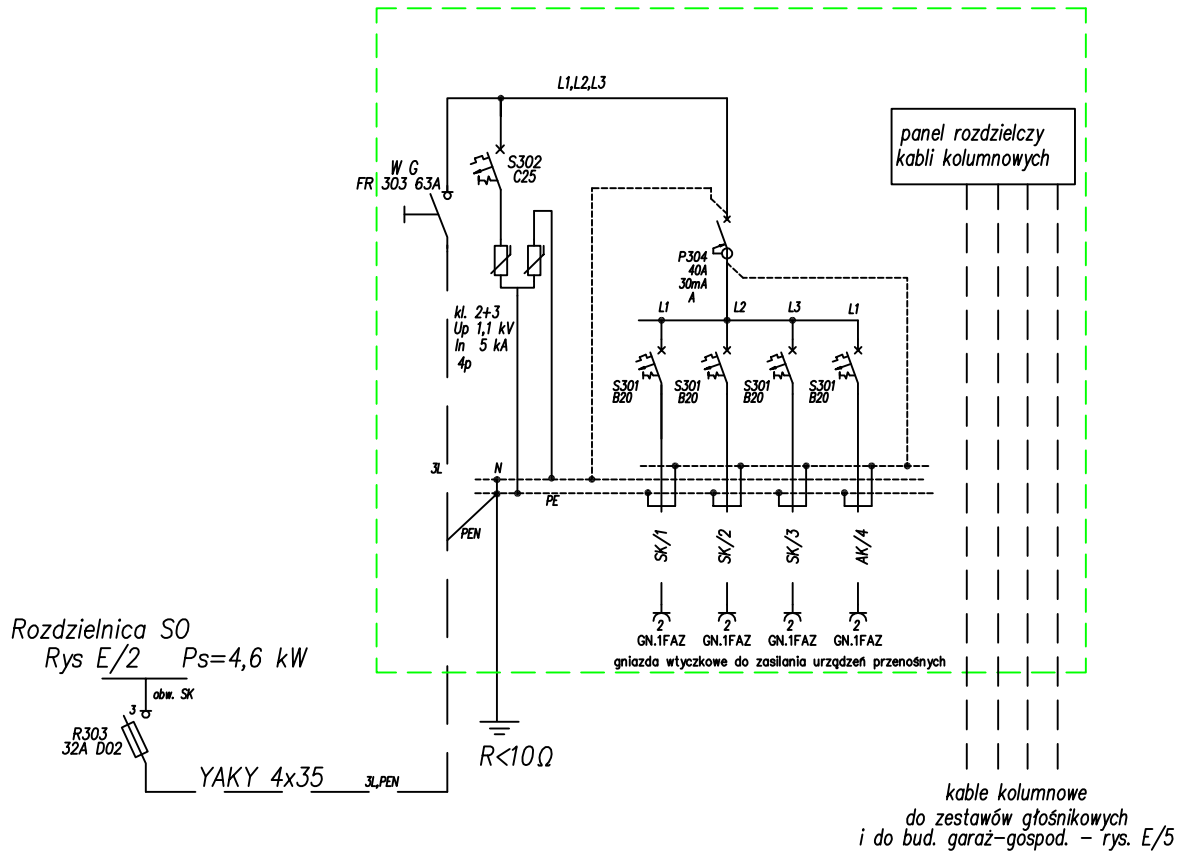 L1,L2,L3
panel rozdzielczy
kabli kolumnowych
W G
FR 303 63A
S302
C25
P304
40A
30mA
A
kl. 2+3
Up 1,1 kV
In 5 kA
4p
L1
L2
L3
L1
S301
B20
S301
B20
S301
B20
S301
B20
3L
N
PE
PEN
SK/1
SK/2
SK/3
AK/4
2
GN.1FAZ
2
GN.1FAZ
2
GN.1FAZ
2
GN.1FAZ
gniazda wtyczkowe do zasilania urządzeń przenośnych
Rozdzielnica SO
Rys E/2 Ps=4,6 kW
obw. SK
3
R303
32A D02
YAKY 4x35
3L,PEN
R<10Ω
kable kolumnowe
do zestawów głośnikowych
i do bud. garaż-gospod. - rys. E/5